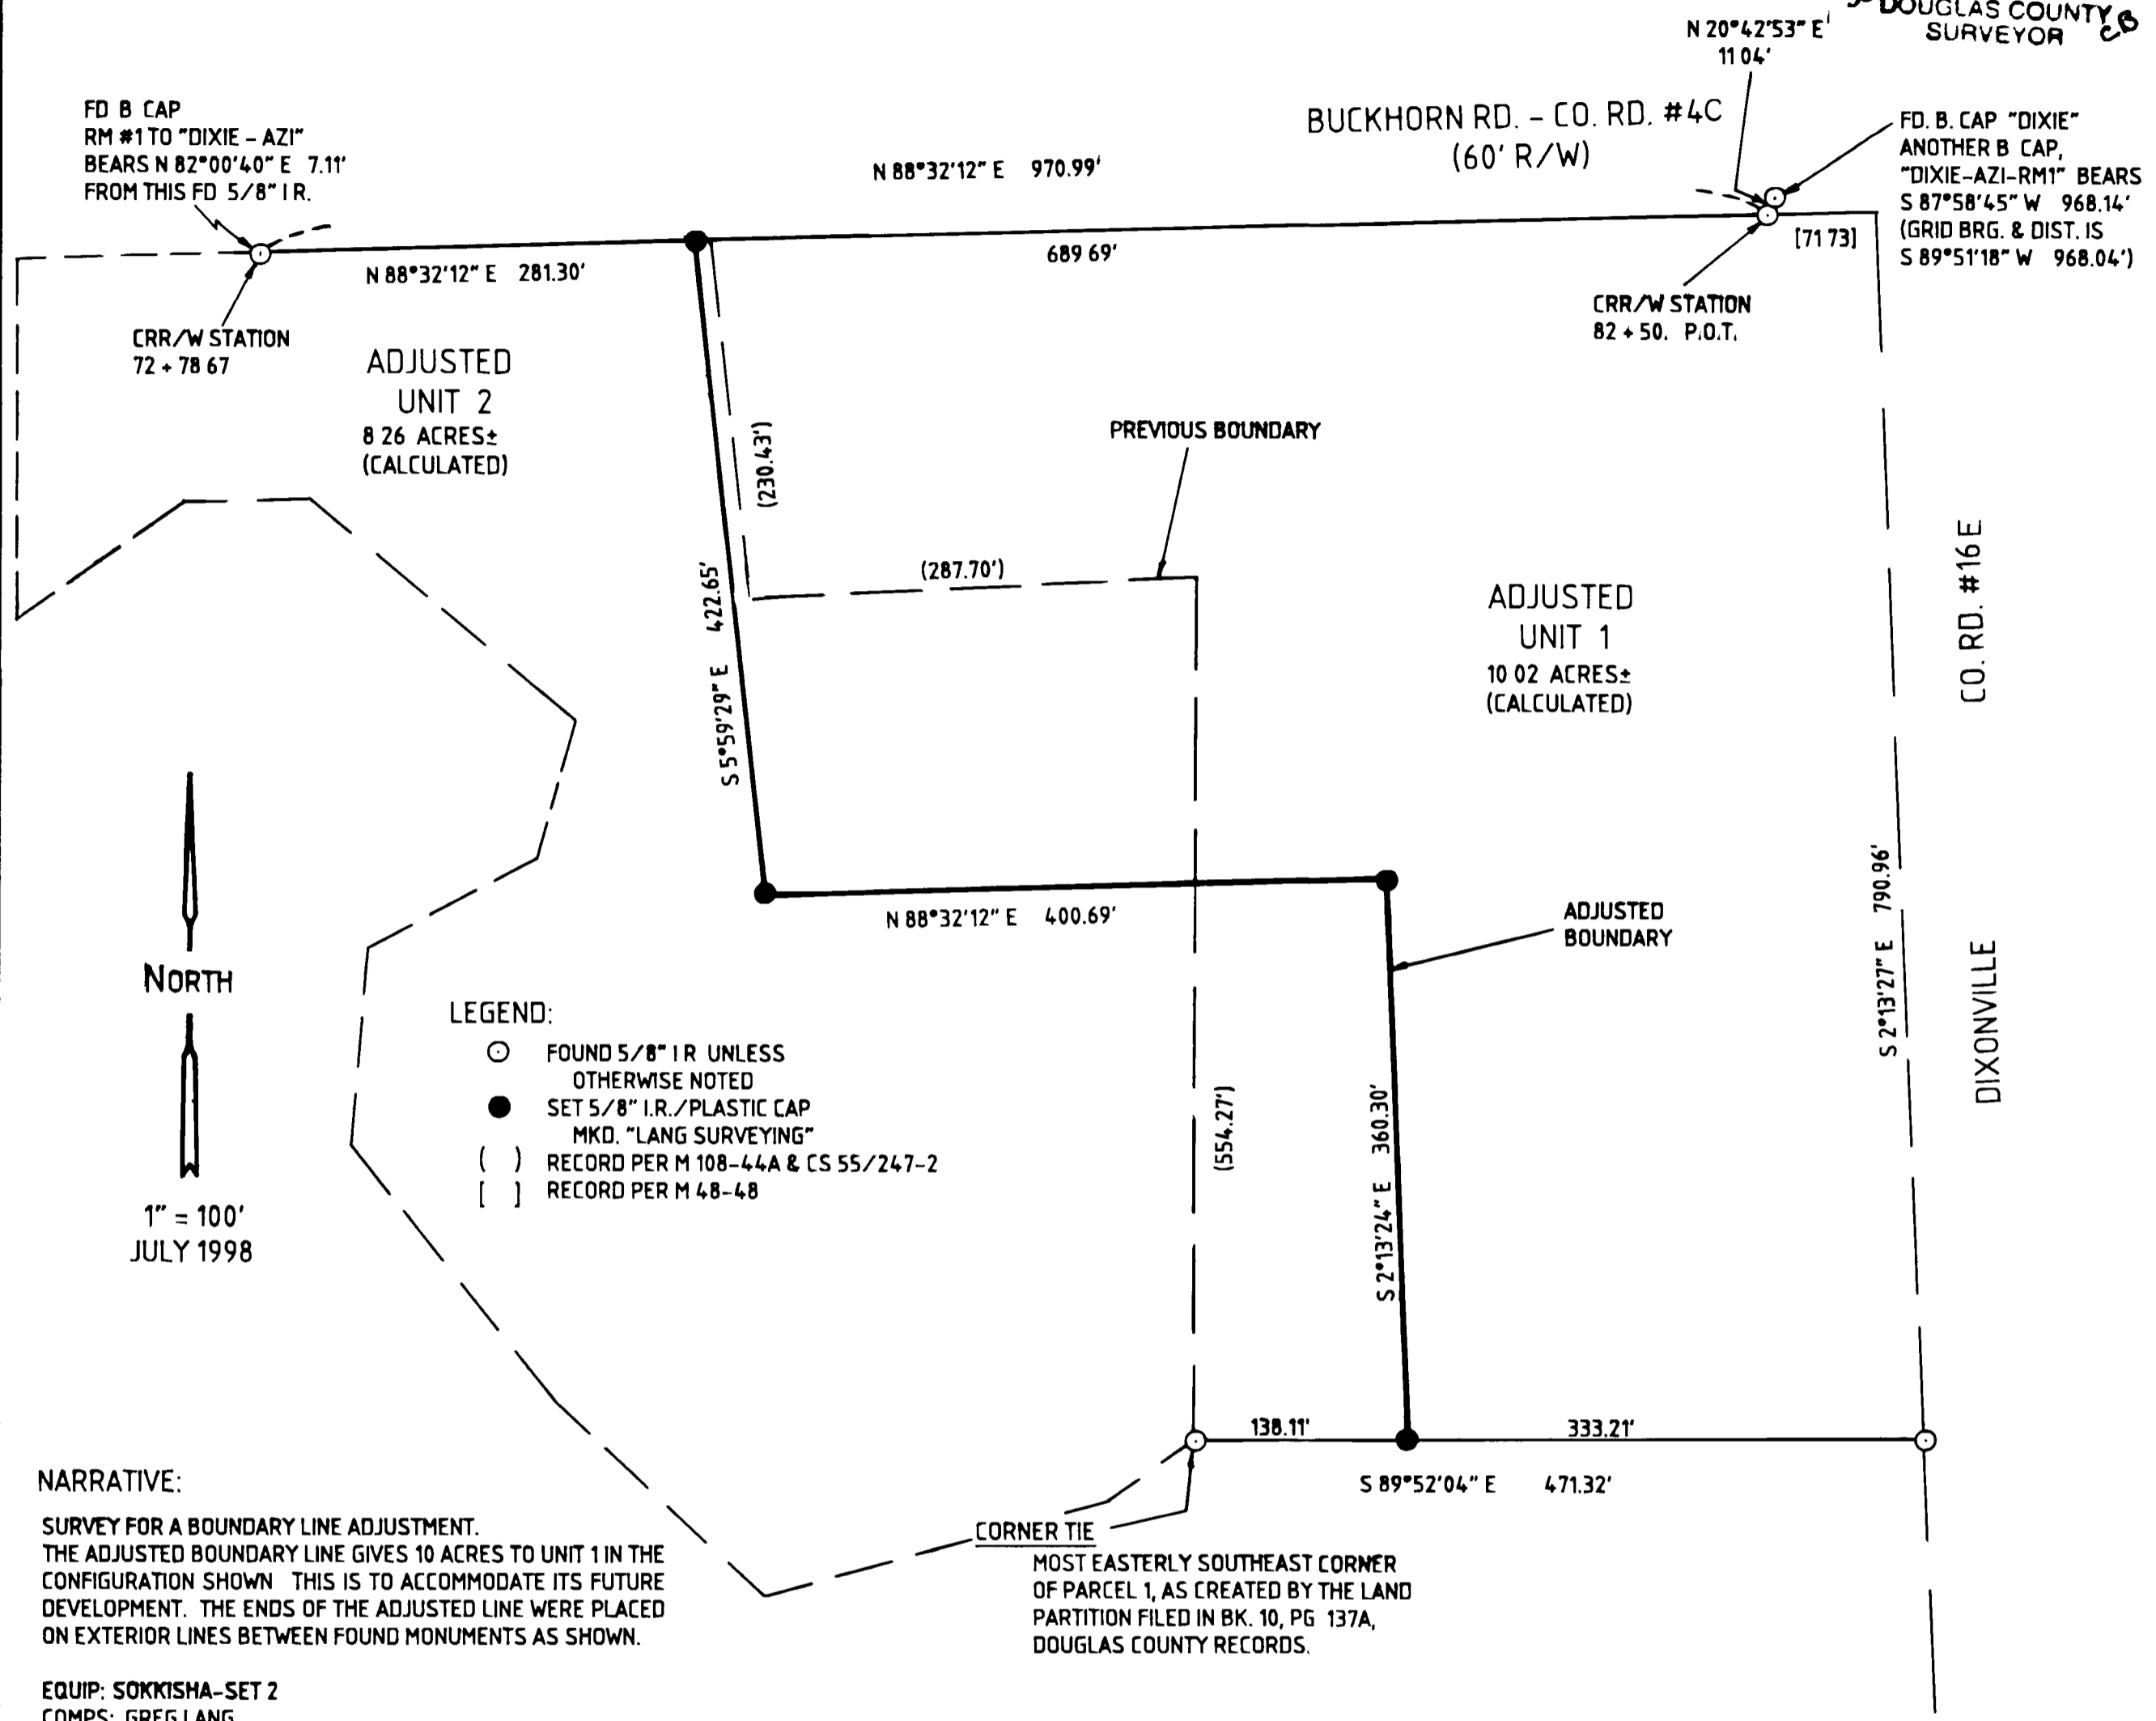 DOUGLAS COUNTY
SURVEYOR CB
N 20°42'53" E
11 04'
FD B CAP
RM #1 TO "DIXIE - AZI"
BEARS N 82°00'40" E 7.11'
FROM THIS FD 5/8" I R.
BUCKHORN RD. - CO. RD. #4C
(60' R/W)
N 88°32'12" E 970.99'
FD. B. CAP "DIXIE"
ANOTHER B CAP,
"DIXIE-AZI-RM1" BEARS
S 87°58'45" W 968.14'
(GRID BRG. & DIST. IS
S 89°51'18" W 968.04')
[71 73]
689 69'
N 88°32'12" E 281.30'
CRR/W STATION
72 + 78 67
CRR/W STATION
82 + 50. P.O.T.
ADJUSTED
UNIT 2
8 26 ACRES±
(CALCULATED)
(230.43')
PREVIOUS BOUNDARY
(287.70')
S 5°59'29" E 422.65'
ADJUSTED
UNIT 1
10 02 ACRES±
(CALCULATED)
CO. RD. #16E
DIXONVILLE
S 2°13'27" E 790.96'
N 88°32'12" E 400.69'
ADJUSTED
BOUNDARY
NORTH
1" = 100'
JULY 1998
LEGEND:
FOUND 5/8" I R UNLESS
OTHERWISE NOTED
SET 5/8" I.R./PLASTIC CAP
MKD. "LANG SURVEYING"
( ) RECORD PER M 108-44A & CS 55/247-2
[ ] RECORD PER M 48-48
(554.27')
S 2°13'24" E 360.30'
138.11'
333.21'
S 89°52'04" E 471.32'
CORNER TIE
MOST EASTERLY SOUTHEAST CORNER
OF PARCEL 1, AS CREATED BY THE LAND
PARTITION FILED IN BK. 10, PG 137A,
DOUGLAS COUNTY RECORDS.
NARRATIVE:
SURVEY FOR A BOUNDARY LINE ADJUSTMENT.
THE ADJUSTED BOUNDARY LINE GIVES 10 ACRES TO UNIT 1 IN THE
CONFIGURATION SHOWN THIS IS TO ACCOMMODATE ITS FUTURE
DEVELOPMENT. THE ENDS OF THE ADJUSTED LINE WERE PLACED
ON EXTERIOR LINES BETWEEN FOUND MONUMENTS AS SHOWN.
EQUIP: SOKKISHA-SET 2
COMPS: GREG LANG